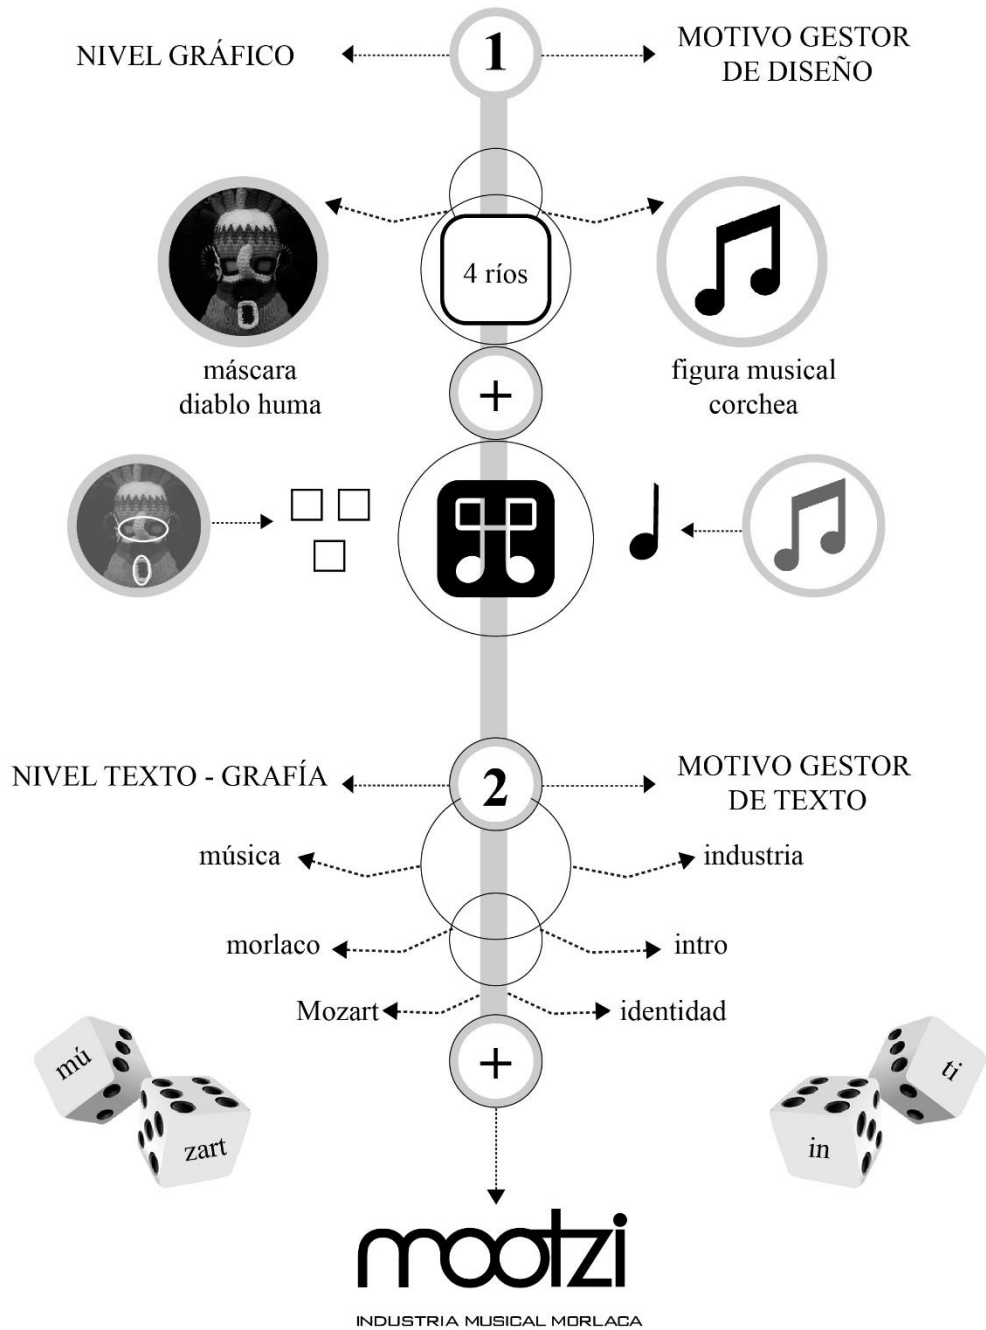 1
NIVEL GRÁFICO
MOTIVO GESTOR
DE DISEÑO
4 ríos
máscara
diablo huma
figura musical
corchea
+
2
NIVEL TEXTO - GRAFÍA
MOTIVO GESTOR
DE TEXTO
música
industria
morlaco
intro
Mozart
identidad
+
mú
zart
ti
in
mootzi
INDUSTRIA MUSICAL MORLACA